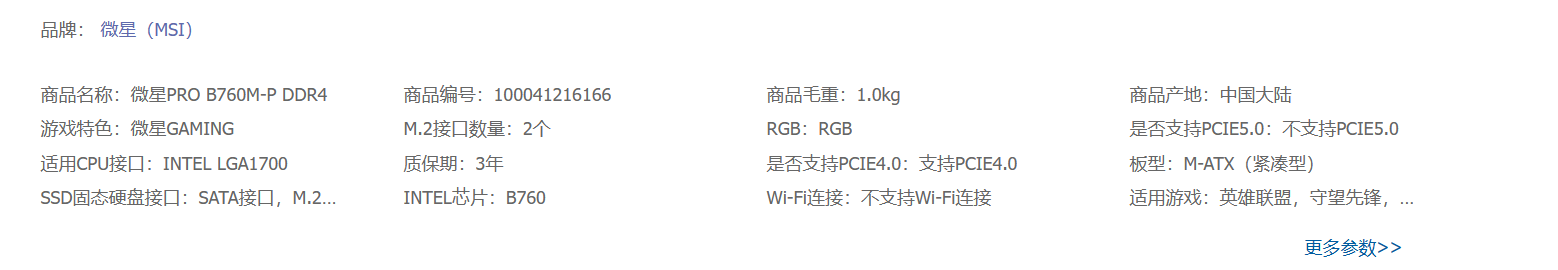 品牌： 微星（MSI）
商品名称：微星PRO B760M-P DDR4 商品编号：100041216166 商品毛重：1.0kg 商品产地：中国大陆
游戏特色：微星GAMING M.2接口数量：2个 RGB：RGB 是否支持PCIE5.0：不支持PCIE5.0
适用CPU接口：INTEL LGA1700 质保期：3年 是否支持PCIE4.0：支持PCIE4.0 板型：M-ATX（紧凑型）
SSD固态硬盘接口：SATA接口，M.2... INTEL芯片：B760 Wi-Fi连接：不支持Wi-Fi连接 适用游戏：英雄联盟，守望先锋，...
更多参数>>